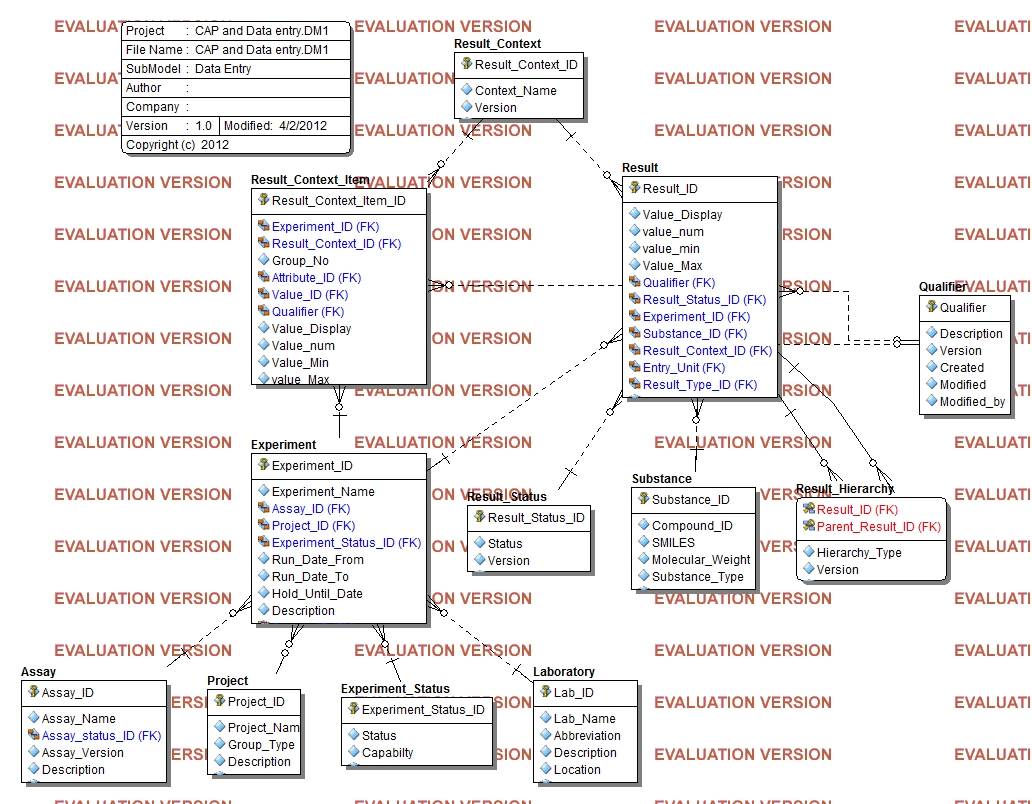 EVALUATION VERSION EVALUATION VERSION EVALUATI
Project : CAP and Data entry.DM1
File Name : CAP and Data entry.DM1
SubModel : Data Entry
Author :
Company :
Version : 1.0 Modified: 4/2/2012
Copyright (c) 2012
Result_Context
Result_Context_ID
Context_Name
Version
Result_Context_Item
Result_Context_Item_ID
Experiment_ID (FK)
Result_Context_ID (FK)
Group_No
Attribute_ID (FK)
Value_ID (FK)
Qualifier (FK)
Value_Display
Value_num
Value_Min
value_Max
Result
Result_ID
Value_Display
value_num
value_min
Value_Max
Qualifier (FK)
Result_Status_ID (FK)
Experiment_ID (FK)
Substance_ID (FK)
Result_Context_ID (FK)
Entry_Unit (FK)
Result_Type_ID (FK)
Qualifier
Qualifier
Description
Version
Created
Modified
Modified_by
Experiment
Experiment_ID
Experiment_Name
Assay_ID (FK)
Project_ID (FK)
Experiment_Status_ID (FK)
Run_Date_From
Run_Date_To
Hold_Until_Date
Description
Result_Status
Result_Status_ID
Status
Version
Substance
Substance_ID
Compound_ID
SMILES
Molecular_Weight
Substance_Type
Result_Hierarchy
Result_ID (FK)
Parent_Result_ID (FK)
Hierarchy_Type
Version
Assay
Assay_ID
Assay_Name
Assay_status_ID (FK)
Assay_Version
Description
Project
Project_ID
Project_Nam
Group_Type
Description
Experiment_Status
Experiment_Status_ID
Status
Capabilty
Laboratory
Lab_ID
Lab_Name
Abbreviation
Description
Location